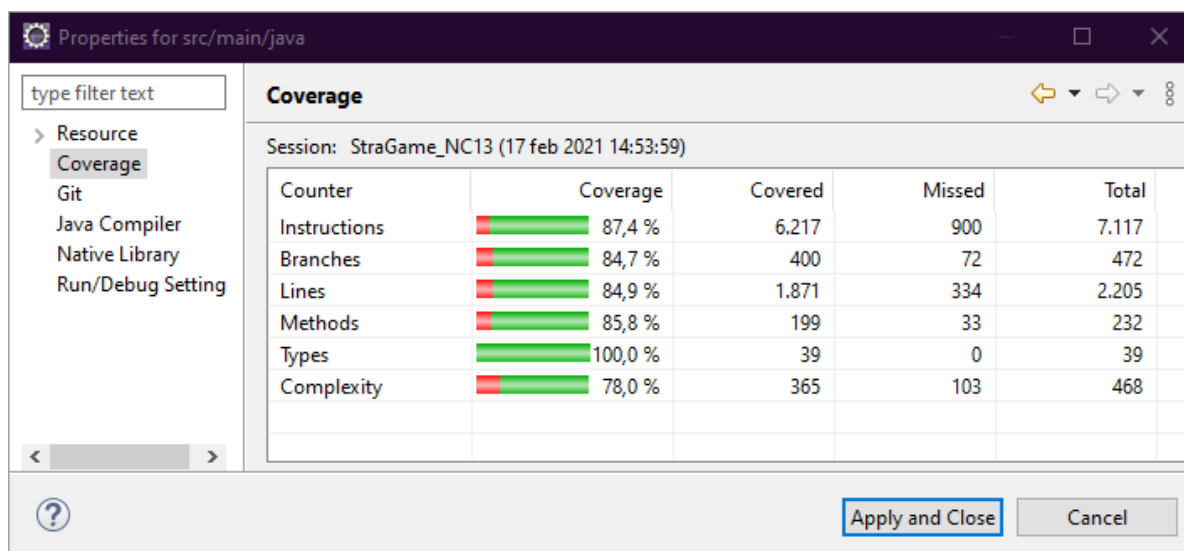 Properties for src/main/java
type filter text
Resource
Coverage
Git
Java Compiler
Native Library
Run/Debug Setting
Coverage
Session: StraGame_NC13 (17 feb 2021 14:53:59)
Counter Coverage Covered Missed Total
Instructions 87,4 % 6.217 900 7.117
Branches 84,7 % 400 72 472
Lines 84,9 % 1.871 334 2.205
Methods 85,8 % 199 33 232
Types 100,0 % 39 0 39
Complexity 78,0 % 365 103 468
Apply and Close Cancel